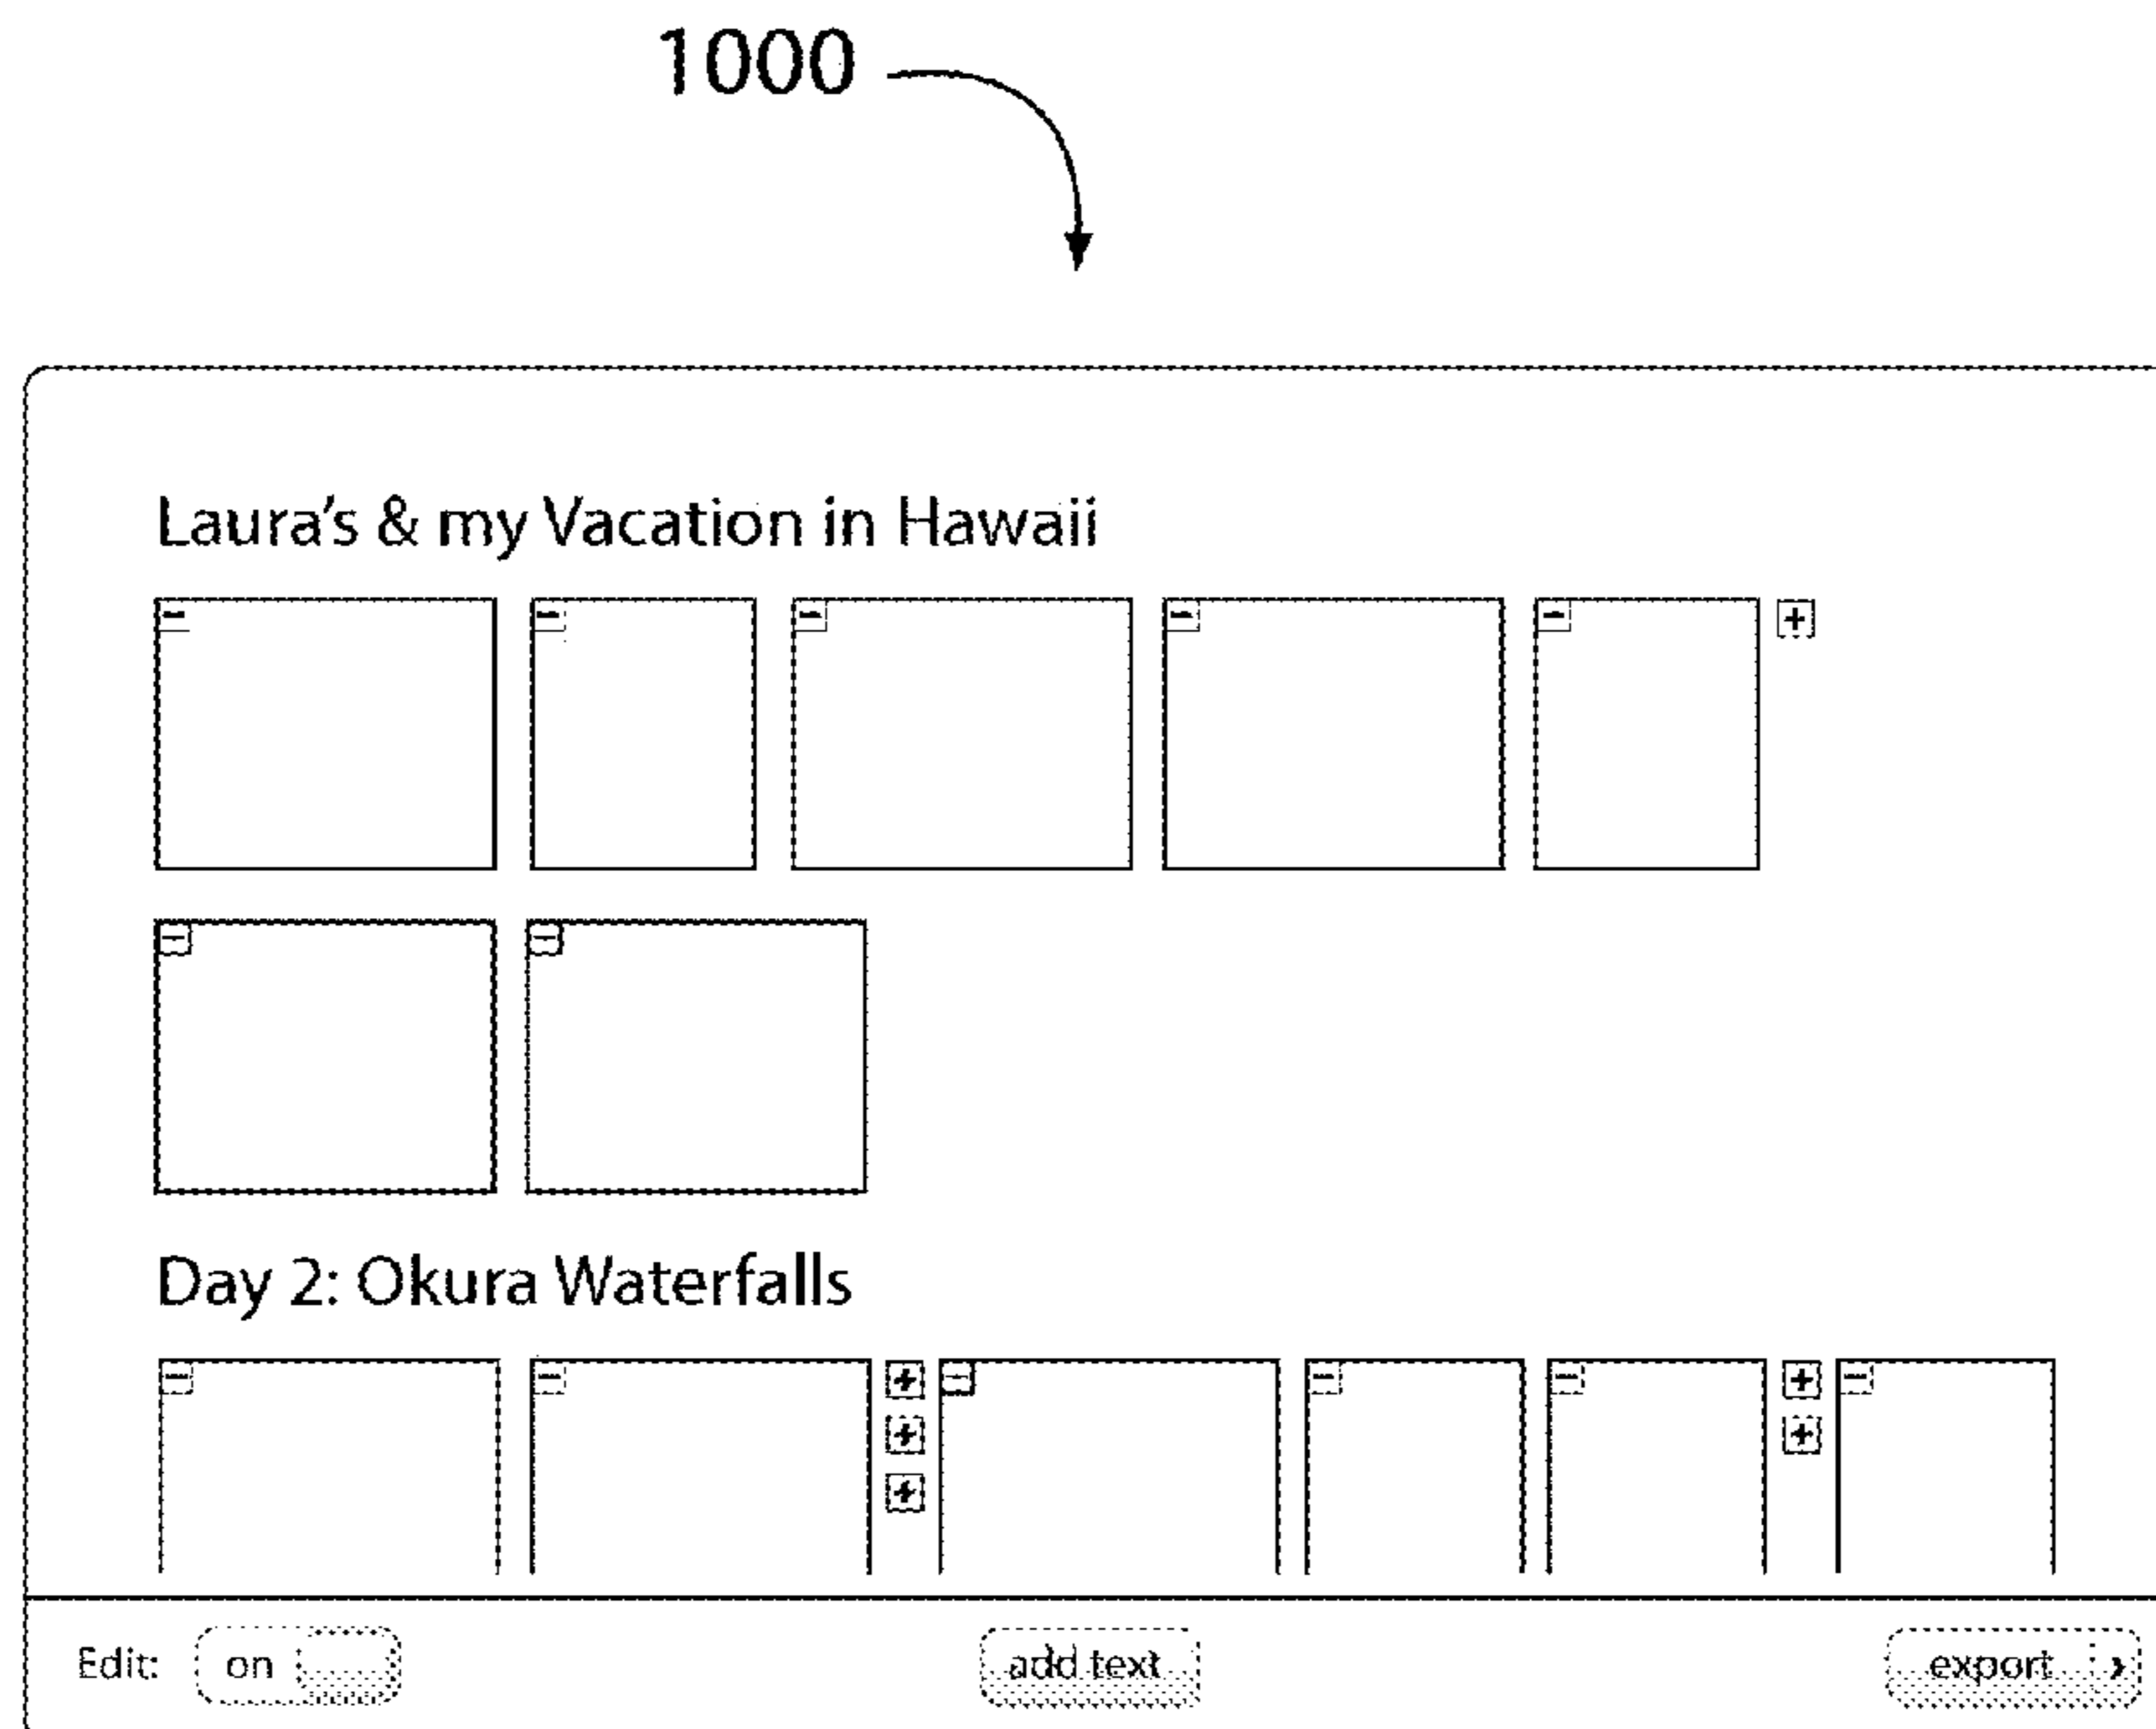 1000
Laura's & my Vacation in Hawaii
Day 2: Okura Waterfalls
Edit: on add text export